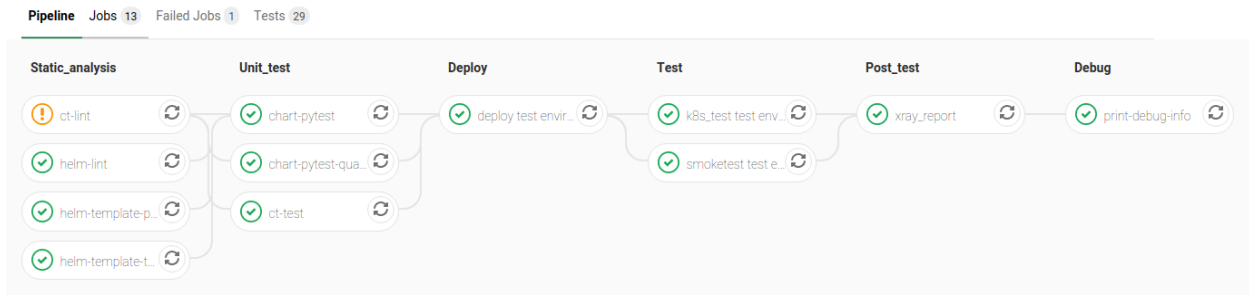 Pipeline Jobs 13 Failed Jobs 1 Tests 29
Static_analysis Unit_test Deploy Test Post_test Debug
ct-lint chart-pytest deploy test envir... k8s_test test env... xray_report print-debug-info
helm-lint chart-pytest-qua... smoketest test e...
helm-template-p... ct-test
helm-template-t...